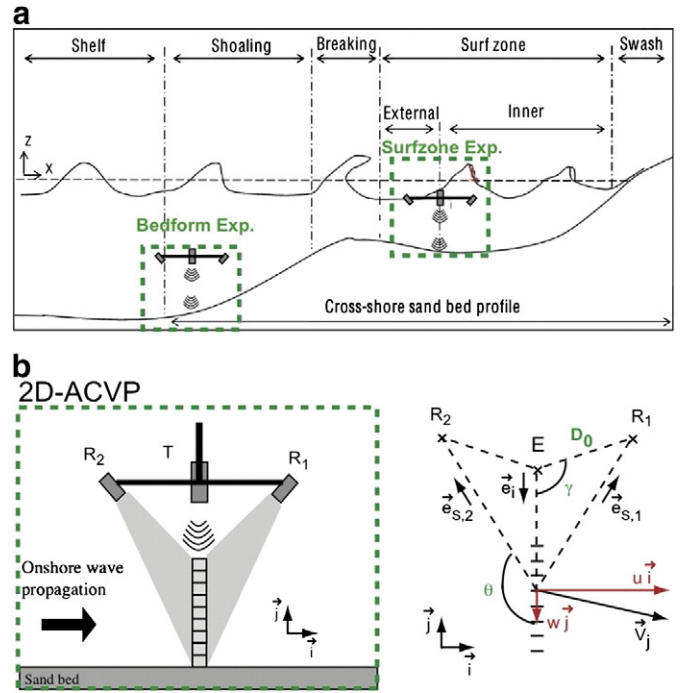 a
Shelf Shoaling Breaking Surf zone Swash
External Inner
Surfzone Exp.
z
x
Bedform Exp.
Cross-shore sand bed profile
b
2D-ACVP
R2 T R1
Onshore wave
propagation
j
i
Sand bed
R2 R1
E D0
ei γ
eS,2 eS,1
θ
u i
w j
Vj
j
i